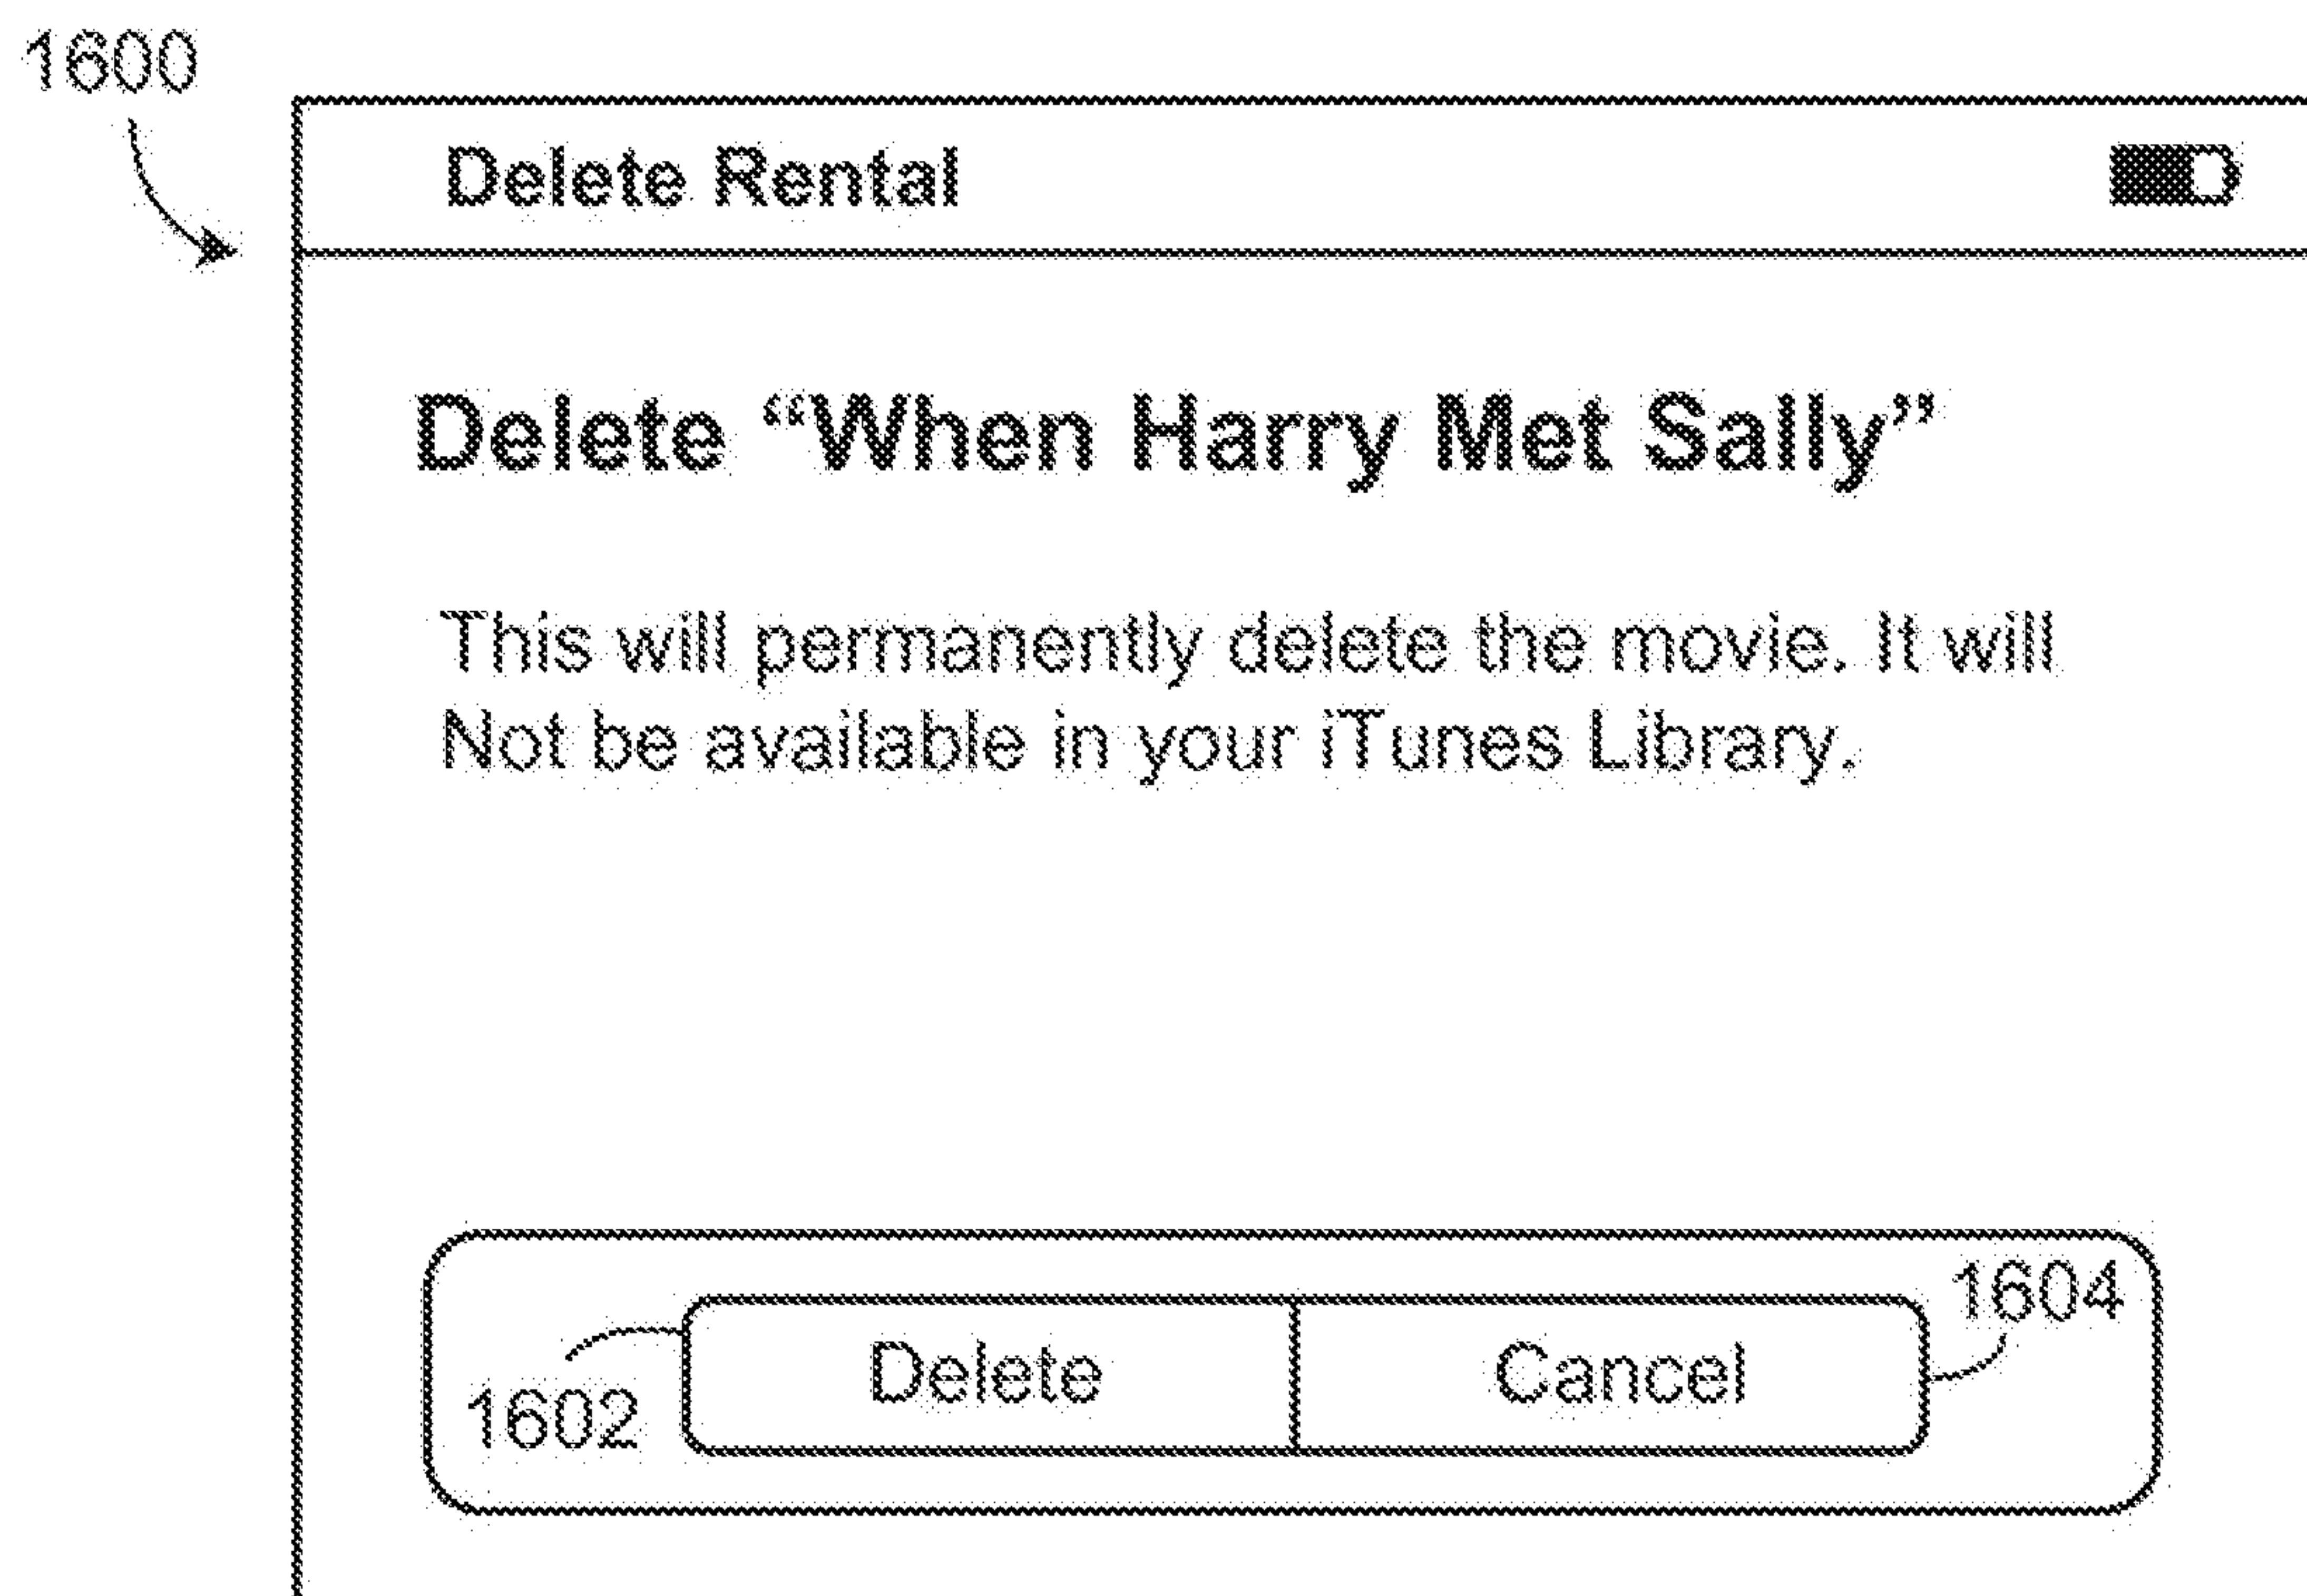 1600
Delete Rental
Delete “When Harry Met Sally”
This will permanently delete the movie. It will
Not be available in your iTunes Library.
1604
Delete Cancel
1602